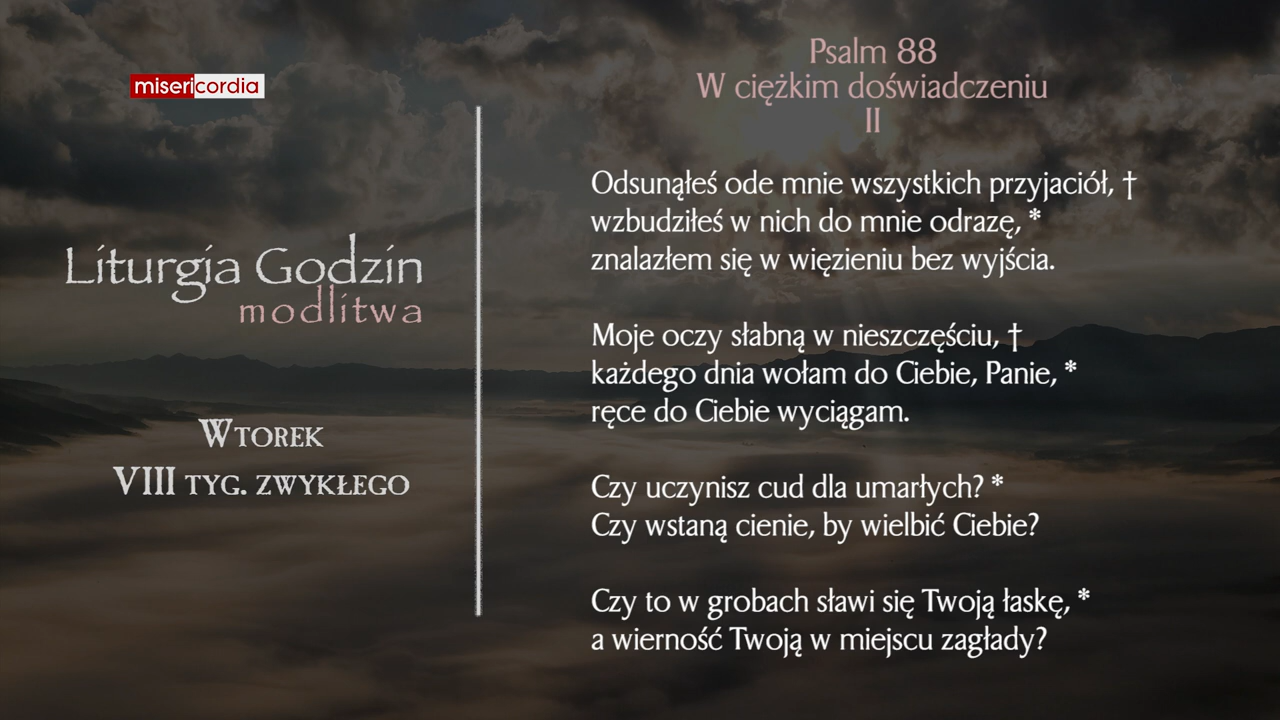 misericordia
Liturgia Godzin
modlitwa
Wtorek
VIII tyg. zwykłego
Psalm 88
W ciężkim doświadczeniu
II
Odsunąłeś ode mnie wszystkich przyjaciół, †
wzbudziłeś w nich do mnie odrazę, *
znalazłem się w więzieniu bez wyjścia.
Moje oczy słabną w nieszczęściu, †
każdego dnia wołam do Ciebie, Panie, *
ręce do Ciebie wyciągam.
Czy uczynisz cud dla umarłych? *
Czy wstaną cienie, by wielbić Ciebie?
Czy to w grobach sławi się Twoją łaskę, *
a wierność Twoją w miejscu zagłady?